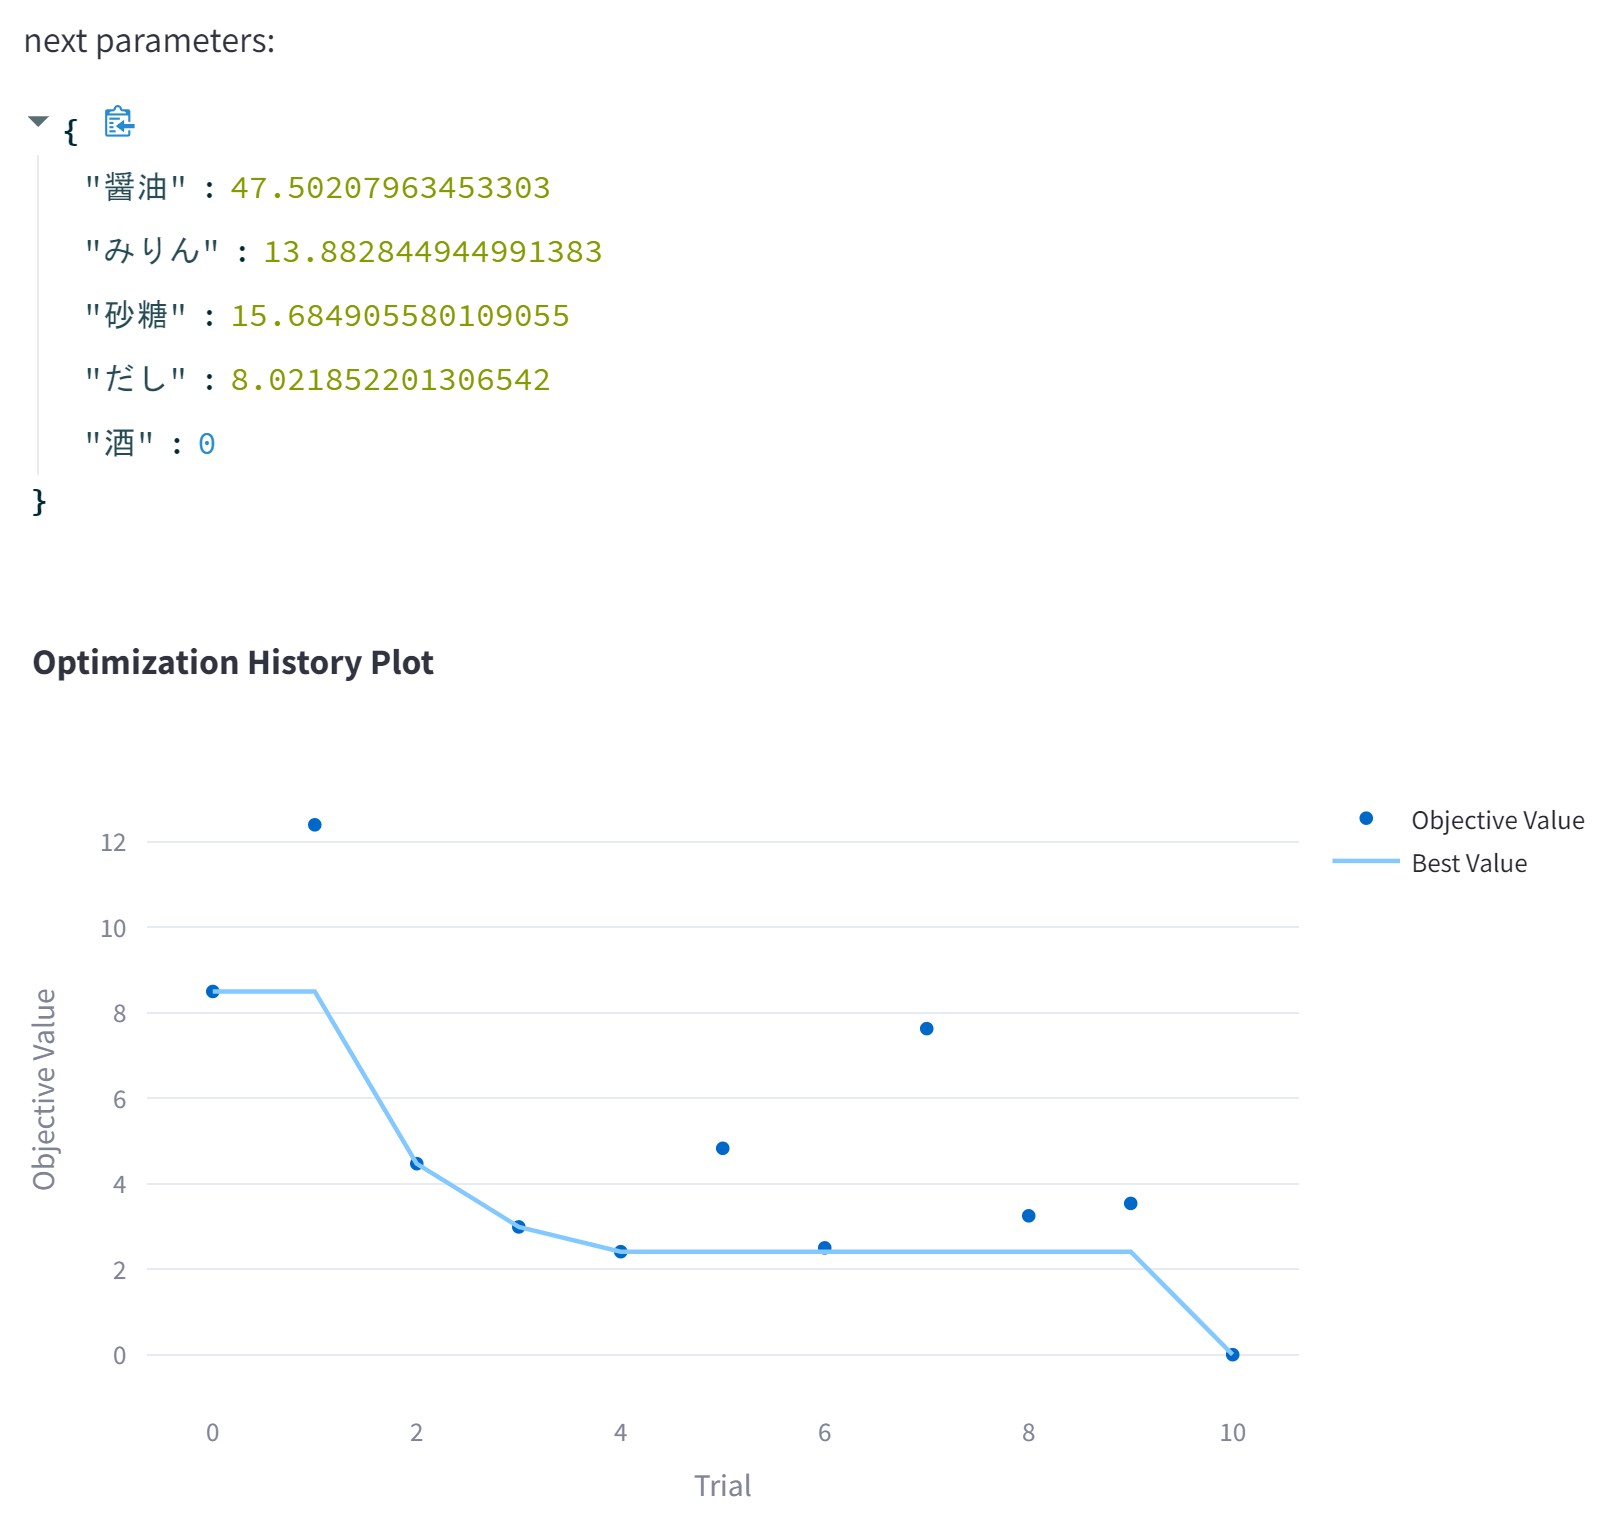 next parameters:
{
"醤油" : 47.50207963453303
"みりん" : 13.882844944991383
"砂糖" : 15.684905580109055
"だし" : 8.021852201306542
"酒" : 0
}
Optimization History Plot
Objective Value
Best Value
12
10
8
6
4
2
0
Objective Value
0 2 4 6 8 10
Trial